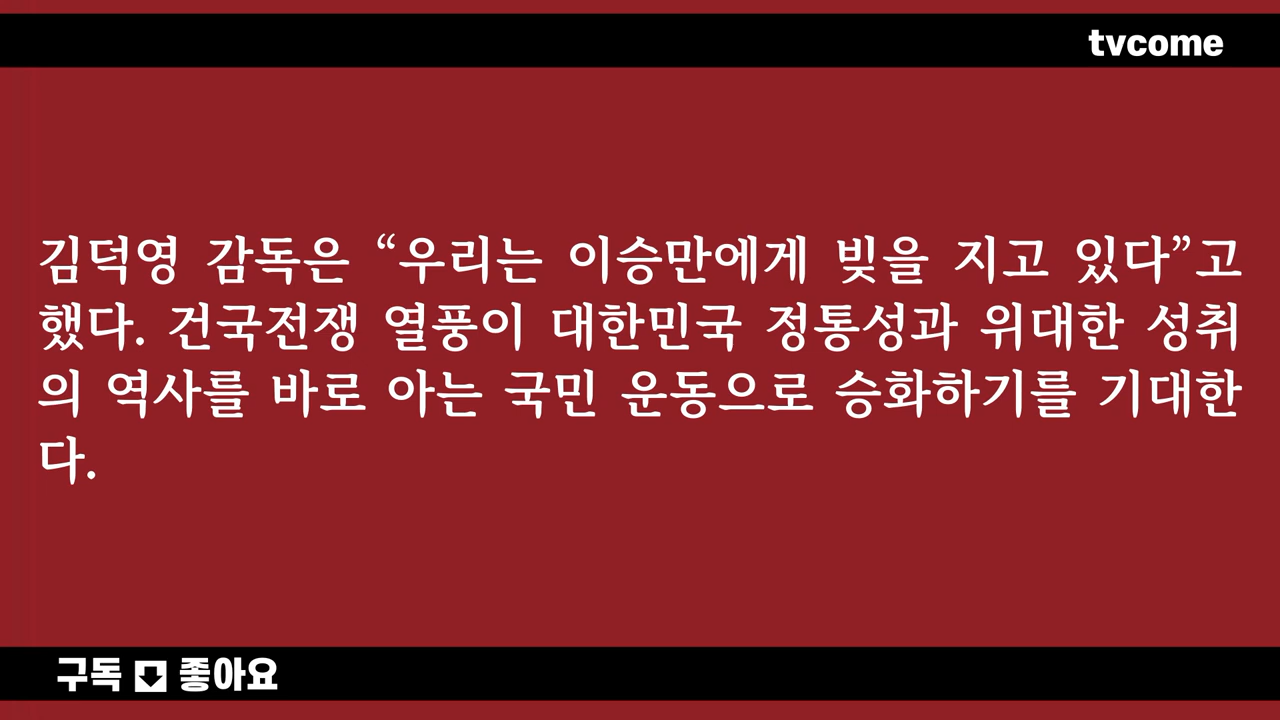 tvcome
김덕영 감독은 “우리는 이승만에게 빚을 지고 있다”고
했다. 건국전쟁 열풍이 대한민국 정통성과 위대한 성취
의 역사를 바로 아는 국민 운동으로 승화하기를 기대한
다.
구독 좋아요